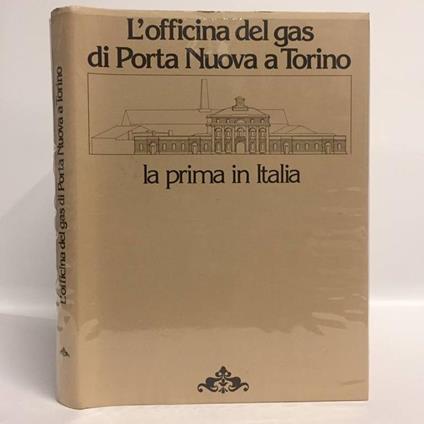 L'officina del gas
di Porta Nuova a Torino
la prima in Italia
L'officina del gas di Porta Nuova a Torino